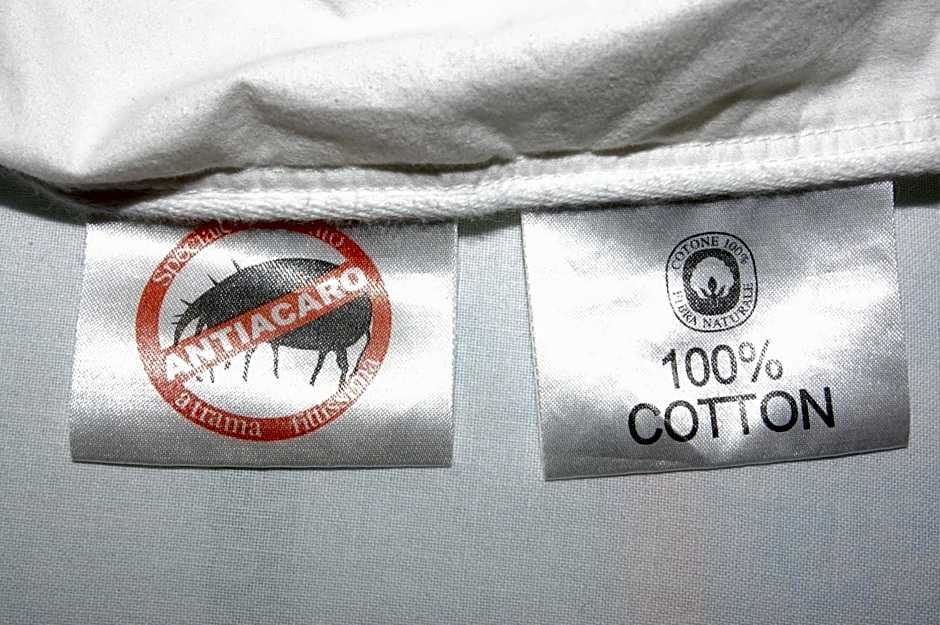 ANTIACARO
a trama Fittissima
COTONE 100%
FIBRA NATURALE
100%
COTTON